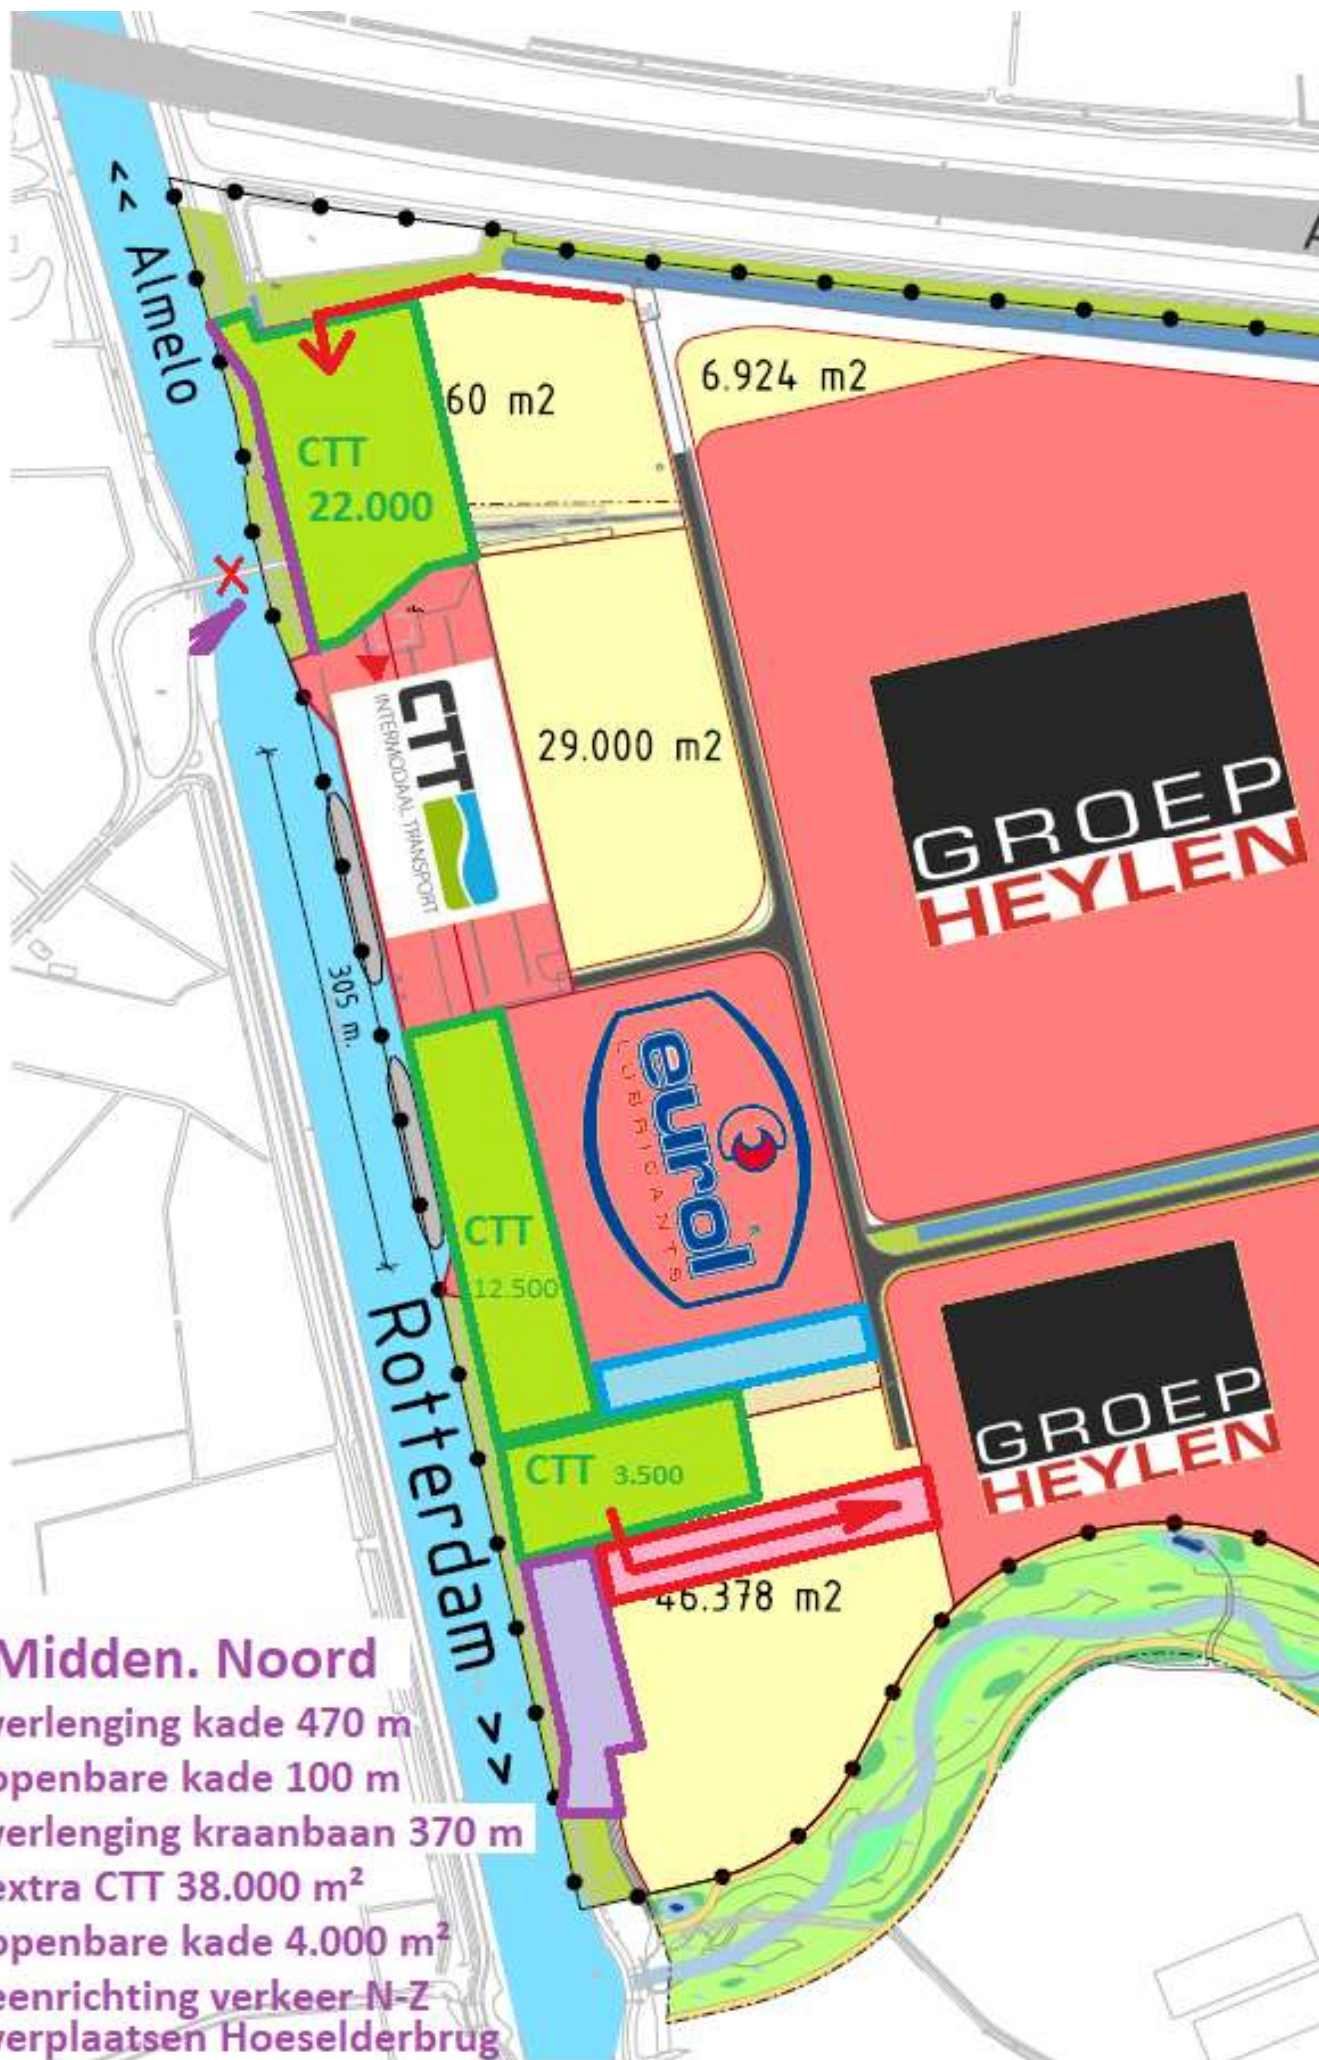 << Almelo
60 m2
6.924 m2
CTT
22.000
29.000 m2
CTT
INTERMODAAL TRANSPORT
GROEP
HEYLEN
305 m.
eurol
LUBRICANTS
CTT
12.500
Rotterdam >>
GROEP
HEYLEN
CTT 3.500
46.378 m2
Midden. Noord
verlenging kade 470 m
openbare kade 100 m
verlenging kraanbaan 370 m
extra CTT 38.000 m²
openbare kade 4.000 m²
eenrichting verkeer N-Z
verplaatsen Hoeselderbrug